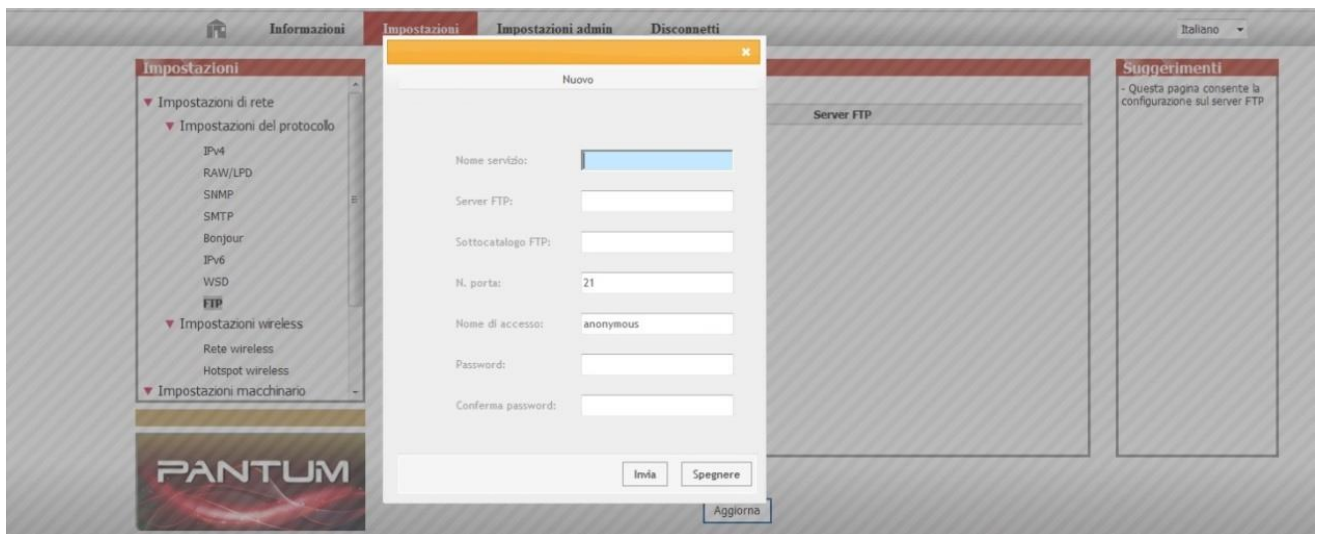 Informazioni Impostazioni Impostazioni admin Disconnetti Italiano
Impostazioni
Impostazioni di rete
Impostazioni del protocollo
IPv4
RAW/LPD
SNMP
SMTP
Bonjour
IPv6
WSD
FTP
Impostazioni wireless
Rete wireless
Hotspot wireless
Impostazioni macchinario
PANTUM
Nuovo
Nome servizio:
Server FTP:
Sottocatalogo FTP:
N. porta: 21
Nome di accesso: anonymous
Password:
Conferma password:
Invia Spegnere
Server FTP
Aggiorna
Suggerimenti
- Questa pagina consente la
configurazione sul server FTP